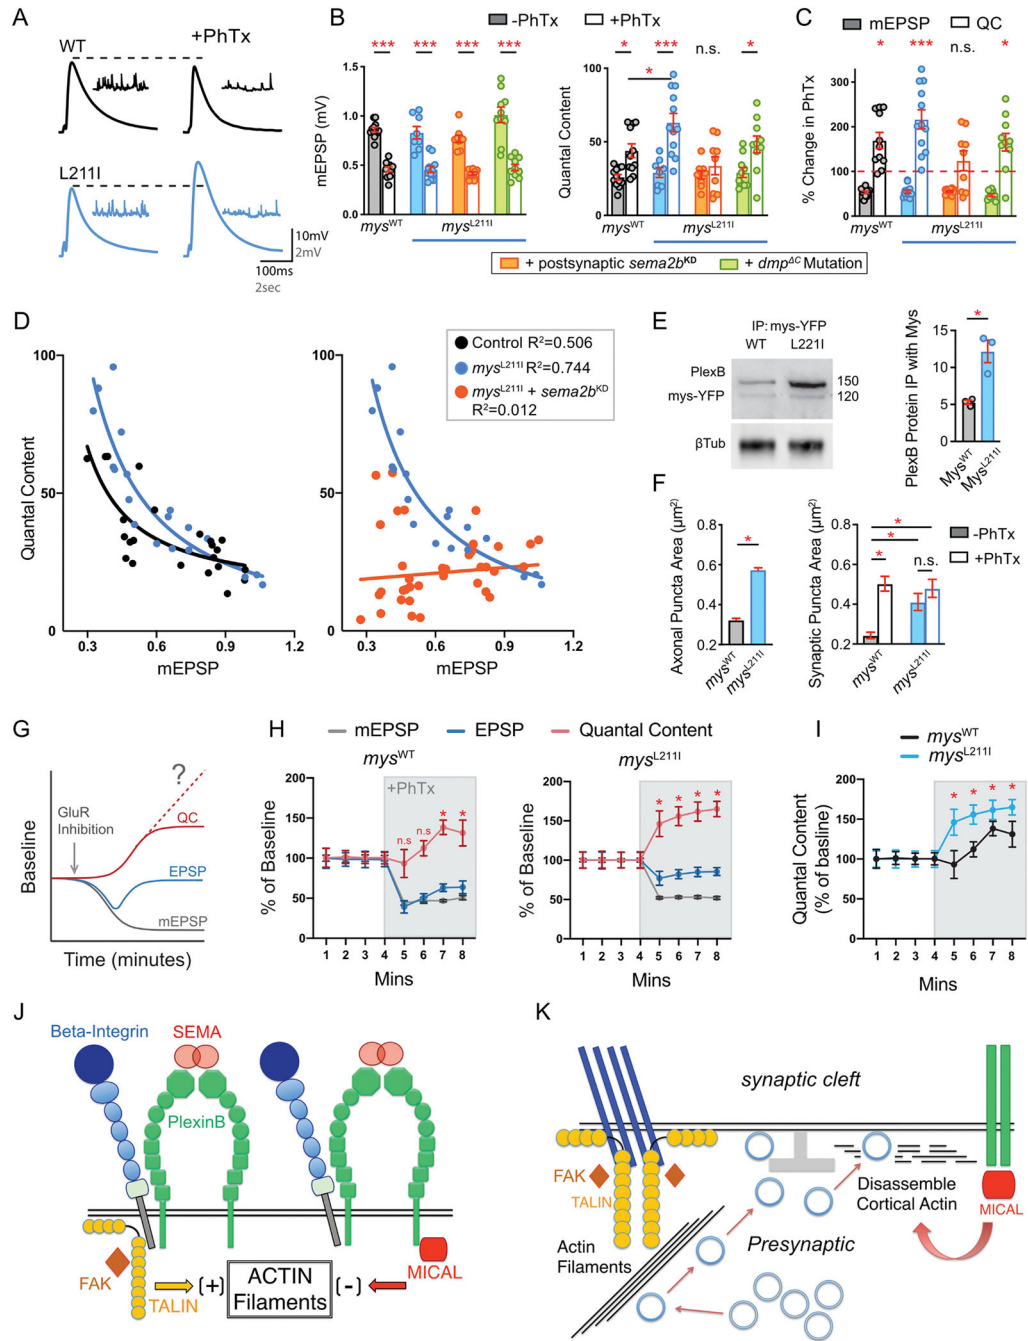 A
WT
+PhTx
L211I
10mV
2mV
100ms
2sec
B
-PhTx
+PhTx
*** *** *** ***
mEPSP (mV)
1.5
1.0
0.5
0.0
mysWT
mysL211I
* *** n.s. *
*
Quantal Content
100
50
0
mysWT
mysL211I
+ postsynaptic sema2bKD
+ dmpΔC Mutation
C
mEPSP
QC
* *** n.s. *
% Change in PhTx
300
200
100
0
mysWT
mysL211I
D
Quantal Content
100
50
0
0.3 0.6 0.9 1.2
mEPSP
100
50
0
0.3 0.6 0.9 1.2
mEPSP
Control R2=0.506
mysL211I R2=0.744
mysL211I + sema2bKD
R2=0.012
E
IP: mys-YFP
WT L221I
PlexB
150
mys-YFP
120
βTub
PlexB Protein IP with Mys
15
10
5
0
*
MysWT
MysL211I
F
Axonal Puncta Area (μm2)
0.8
0.6
0.4
0.2
*
mysWT
mysL211I
Synaptic Puncta Area (μm2)
0.8
0.6
0.4
0.2
*
*
*
n.s.
-PhTx
+PhTx
mysWT
mysL211I
G
?
GluR
Inhibition
QC
EPSP
mEPSP
Baseline
Time (minutes)
H
mEPSP
EPSP
Quantal Content
mysWT
+PhTx
% of Baseline
200
150
100
50
0
n.s n.s * *
1 2 3 4 5 6 7 8
Mins
mysL211I
% of Baseline
200
150
100
50
0
* * * *
1 2 3 4 5 6 7 8
Mins
I
mysWT
mysL211I
Quantal Content
(% of baseline)
200
150
100
50
0
* * * *
1 2 3 4 5 6 7 8
Mins
J
Beta-Integrin
SEMA
PlexinB
FAK
TALIN
(+)
ACTIN
Filaments
(-)
MICAL
K
synaptic cleft
FAK
TALIN
Disassemble
Cortical Actin
MICAL
Actin
Filaments
Presynaptic